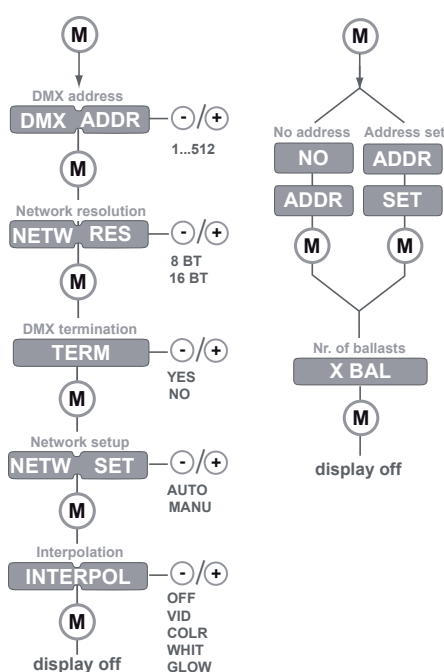 M
DMX address
DMX ADDR
-/+
1...512
M
Network resolution
NETW RES
-/+
8 BT
16 BT
M
DMX termination
TERM
-/+
YES
NO
M
Network setup
NETW SET
-/+
AUTO
MANU
M
Interpolation
INTERPOL
-/+
OFF
VID
COLR
WHIT
GLOW
M
display off
M
No address
NO
ADDR
M
Address set
ADDR
SET
M
Nr. of ballasts
X BAL
M
display off